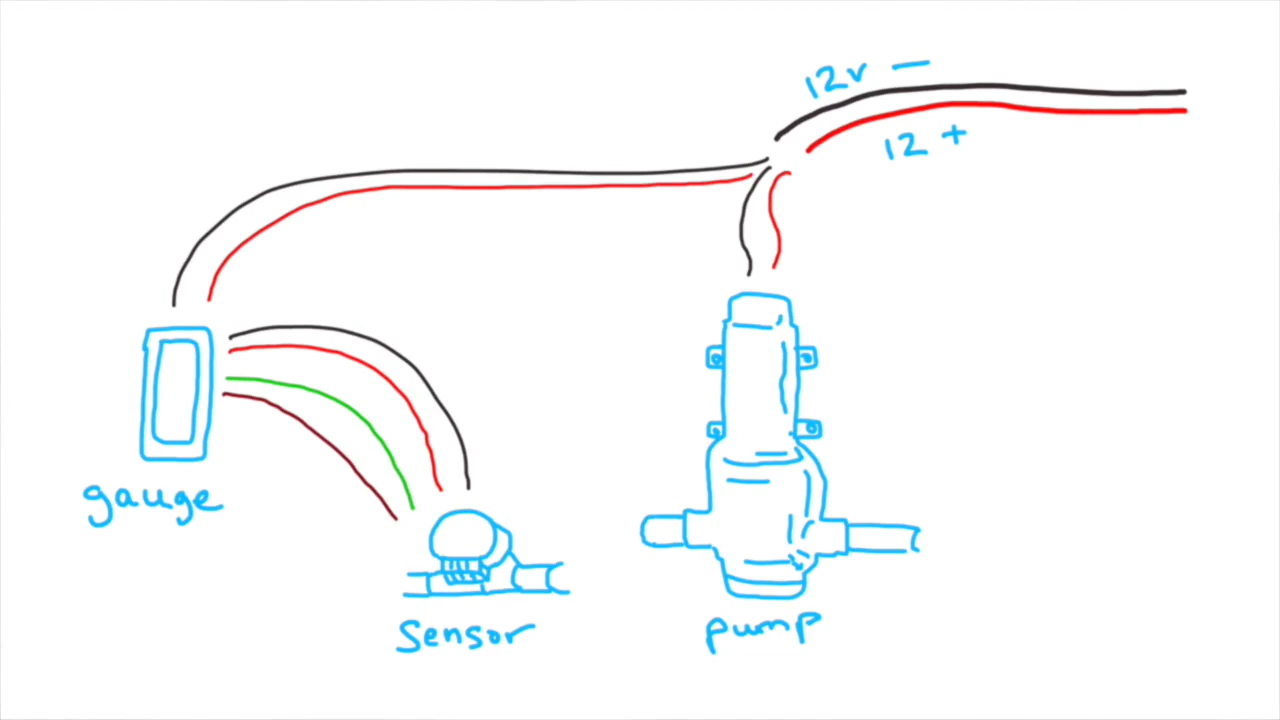 12v −
12 +
gauge
sensor
pump